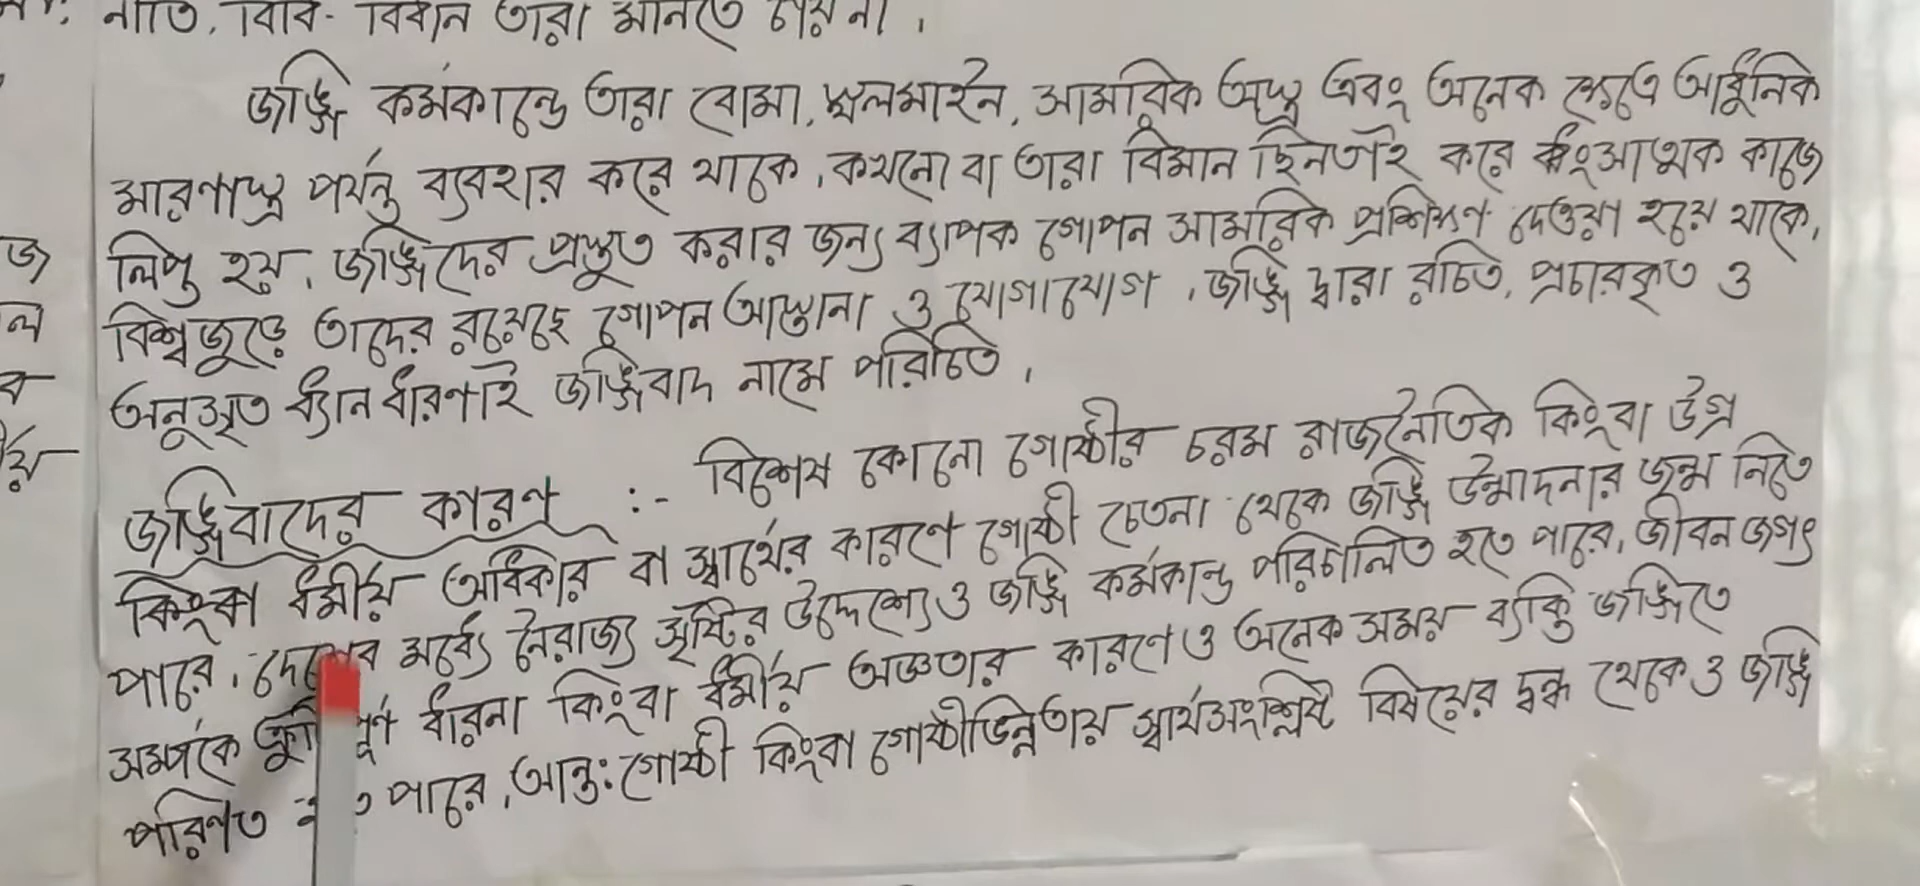 নীতি, বিধি- বিধান তারা মানতে চায় না।
জঙ্গি কর্মকান্ডে তারা বোমা, স্থলমাইন, সামরিক অস্ত্র এবং অনেক ক্ষেত্রে আধুনিক
মারণাস্ত্র পর্যন্ত ব্যবহার করে থাকে, কখনো বা তারা বিমান ছিনতাই করে ধ্বংসাত্মক কাজে
লিপ্ত হয়, জঙ্গিদের প্রস্তুত করার জন্য ব্যাপক গোপন সামরিক প্রশিক্ষণ দেওয়া হয়ে থাকে,
বিশ্বজুড়ে তাদের রয়েছে গোপন আস্তানা ও যোগাযোগ, জঙ্গি দ্বারা রচিত, প্রচারকৃত ও
অনুসৃত ধ্যান ধারণাই জঙ্গিবাদ নামে পরিচিত,
জঙ্গিবাদের কারণ :- বিশেষ কোনো গোষ্ঠীর চরম রাজনৈতিক কিংবা উগ্র
কিংবা ধর্মীয় অধিকার বা স্বার্থের কারণে গোষ্ঠী চেতনা থেকে জঙ্গি উন্মাদনার জন্ম নিতে
পারে, দেশের মধ্যে নৈরাজ্য সৃষ্টির উদ্দেশ্যেও জঙ্গি কর্মকান্ড পরিচালিত হতে পারে, জীবন জগৎ
সম্পর্কে ধারনা কিংবা ধর্মীয় অজ্ঞতার কারণেও অনেক সময় ব্যক্তি জঙ্গিতে
পরিণত পারে, আন্ত:গোষ্ঠী কিংবা গোষ্ঠীভিন্নতায় স্বার্থসংশ্লিষ্ট বিষয়ের দ্বন্দ্ব থেকেও জঙ্গি
জ
ল
ব
র্ীয়